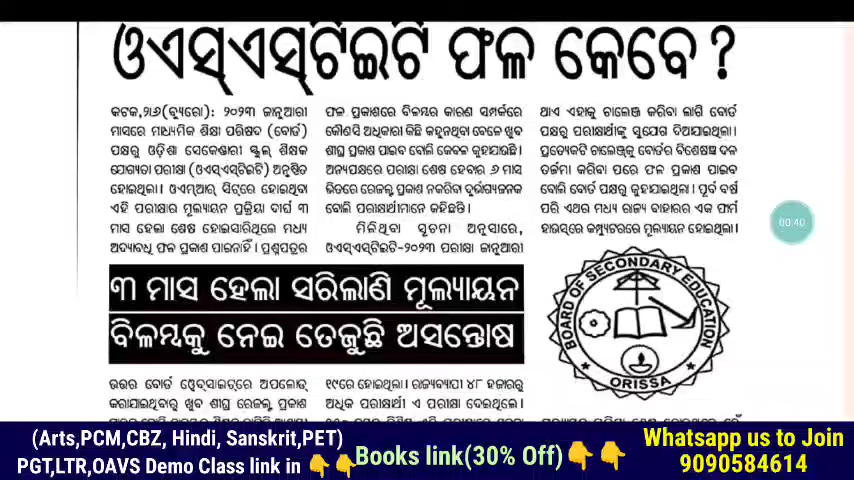 ଓଏସ୍ଏସ୍‌ଟିଇଟି ଫଳ କେବେ ?
କଟକ,୨ା୬(ବ୍ୟୁରୋ): ୨୦୨୩ ଜାନୁଆରୀ
ମାସରେ ମାଧ୍ୟମିକ ଶିକ୍ଷା ପରିଷଦ (ବୋର୍ଡ)
ପକ୍ଷରୁ ଓଡ଼ିଶା ସେକେଣ୍ଡାରୀ ସ୍କୁଲ୍ ଶିକ୍ଷକ
ଯୋଗ୍ୟତା ପରୀକ୍ଷା (ଓଏସ୍ଏସ୍‌ଟିଇଟି) ଅନୁଷ୍ଠିତ
ହୋଇଥିଲା। ଓଏମ୍ଆର୍ ସିଟ୍‌ରେ ହୋଇଥିବା
ଏହି ପରୀକ୍ଷାର ମୂଲ୍ୟାୟନ ପ୍ରକ୍ରିୟା ଦୀର୍ଘ ୩
ମାସ ହେଲା ଶେଷ ହୋଇସାରିଥିଲେ ମଧ୍ୟ
ଅଦ୍ୟାବଧି ଫଳ ପ୍ରକାଶ ପାଇନାହିଁ। ପ୍ରଶ୍ନପତ୍ରର
୩ ମାସ ହେଲା ସରିଲାଣି ମୂଲ୍ୟାୟନ
ବିଳମ୍ବକୁ ନେଇ ତେଜୁଛି ଅସନ୍ତୋଷ
ଉତ୍ତର ବୋର୍ଡ ୱେବ୍‌ସାଇଟ୍‌ରେ ଅପଲୋଡ୍
କରାଯାଇଥିବାରୁ ଖୁବ ଶୀଘ୍ର ରେଜଲ୍ଟ ପ୍ରକାଶ
ଫଳ ପ୍ରକାଶରେ ବିଳମ୍ବର କାରଣ ସମ୍ପର୍କରେ
କୌଣସି ଅଧିକାରୀ କିଛି କହୁନଥିବା ବେଳେ ଖୁବ
ଶୀଘ୍ର ପ୍ରକାଶ ପାଇବ ବୋଲି କେବଳ କୁହାଯାଉଛି।
ଅନ୍ୟପକ୍ଷରେ ପରୀକ୍ଷା ଶେଷ ହେବାର ୬ ମାସ
ଭିତରେ ରେଜଲ୍ଟ ପ୍ରକାଶ ନକରିବା ଦୁର୍ଭାଗ୍ୟଜନକ
ବୋଲି ପରୀକ୍ଷାର୍ଥୀମାନେ କହିଛନ୍ତି।
ମିଳିଥିବା ସୂଚନା ଅନୁସାରେ,
ଓଏସ୍ଏସ୍‌ଟିଇଟି-୨୦୨୩ ପରୀକ୍ଷା ଜାନୁଆରୀ
୧୯ରେ ହୋଇଥିଲା। ରାଜ୍ୟବ୍ୟାପୀ ୪୮ ହଜାରରୁ
ଅଧିକ ପରୀକ୍ଷାର୍ଥୀ ଏ ପରୀକ୍ଷା ଦେଇଥିଲେ।
ଥାଏ ଏହାକୁ ଚାଲେଞ୍ଜ କରିବା ଲାଗି ବୋର୍ଡ
ପକ୍ଷରୁ ପରୀକ୍ଷାର୍ଥୀଙ୍କୁ ସୁଯୋଗ ଦିଆଯାଇଥିଲା।
ପ୍ରତ୍ୟେକଟି ଚାଲେଞ୍ଜକୁ ବୋର୍ଡର ବିଶେଷଜ୍ଞ ଦଳ
ତର୍ଜମା କରିବା ପରେ ଫଳ ପ୍ରକାଶ ପାଇବ
ବୋଲି ବୋର୍ଡ ପକ୍ଷରୁ କୁହାଯାଇଥିଲା। ପୂର୍ବ ବର୍ଷ
ପରି ଏଥର ମଧ୍ୟ ରାଜ୍ୟ ବାହାରର ଏକ ଫାର୍ମ
ହାଉସ୍‌ରେ କମ୍ପ୍ୟୁଟରରେ ମୂଲ୍ୟାୟନ ହୋଇଥିଲା।
00:40
BOARD OF SECONDARY EDUCATION
ORISSA
(Arts,PCM,CBZ, Hindi, Sanskrit,PET)
PGT,LTR,OAVS Demo Class link in 👇👇
Books link(30% Off)👇👇
Whatsapp us to Join
9090584614